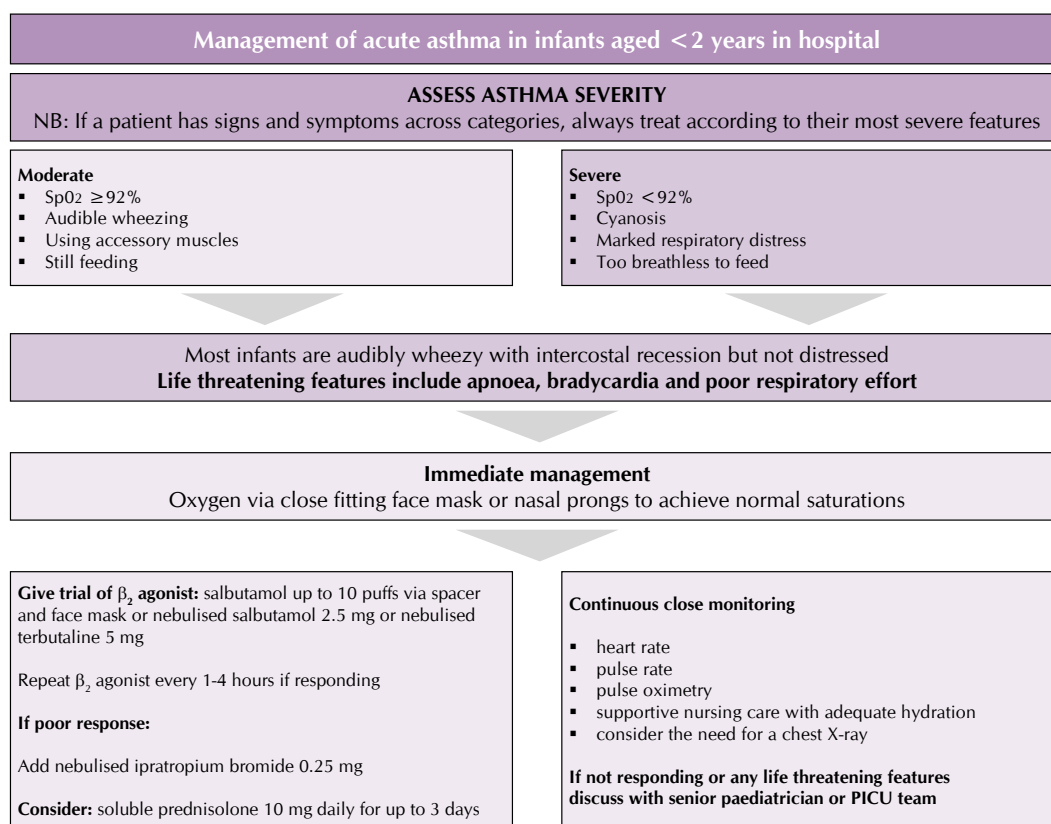 Management of acute asthma in infants aged <2 years in hospital
ASSESS ASTHMA SEVERITY
NB: If a patient has signs and symptoms across categories, always treat according to their most severe features
Moderate
▪ Sp02 ≥92%
▪ Audible wheezing
▪ Using accessory muscles
▪ Still feeding
Severe
▪ Sp02 <92%
▪ Cyanosis
▪ Marked respiratory distress
▪ Too breathless to feed
Most infants are audibly wheezy with intercostal recession but not distressed
Life threatening features include apnoea, bradycardia and poor respiratory effort
Immediate management
Oxygen via close fitting face mask or nasal prongs to achieve normal saturations
Give trial of β₂ agonist: salbutamol up to 10 puffs via spacer
and face mask or nebulised salbutamol 2.5 mg or nebulised
terbutaline 5 mg
Repeat β₂ agonist every 1-4 hours if responding
If poor response:
Add nebulised ipratropium bromide 0.25 mg
Consider: soluble prednisolone 10 mg daily for up to 3 days
Continuous close monitoring
▪ heart rate
▪ pulse rate
▪ pulse oximetry
▪ supportive nursing care with adequate hydration
▪ consider the need for a chest X-ray
If not responding or any life threatening features
discuss with senior paediatrician or PICU team